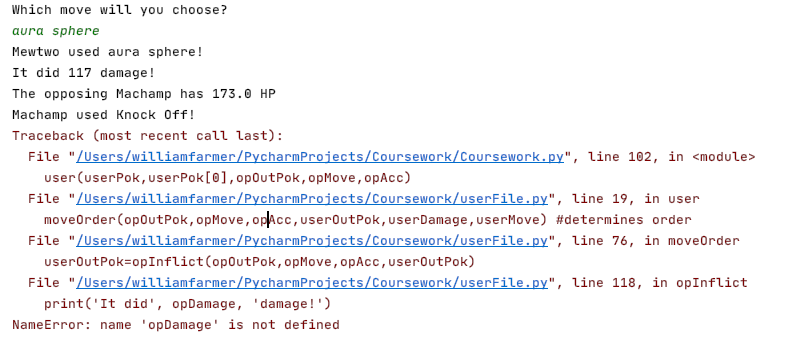 Which move will you choose?
aura sphere
Mewtwo used aura sphere!
It did 117 damage!
The opposing Machamp has 173.0 HP
Machamp used Knock Off!
Traceback (most recent call last):
File "/Users/williamfarmer/PycharmProjects/Coursework/Coursework.py", line 102, in <module>
user(userPok,userPok[0],opOutPok,opMove,opAcc)
File "/Users/williamfarmer/PycharmProjects/Coursework/userFile.py", line 19, in user
moveOrder(opOutPok,opMove,opAcc,userOutPok,userDamage,userMove) #determines order
File "/Users/williamfarmer/PycharmProjects/Coursework/userFile.py", line 76, in moveOrder
userOutPok=opInflict(opOutPok,opMove,opAcc,userOutPok)
File "/Users/williamfarmer/PycharmProjects/Coursework/userFile.py", line 118, in opInflict
print('It did', opDamage, 'damage!')
NameError: name 'opDamage' is not defined